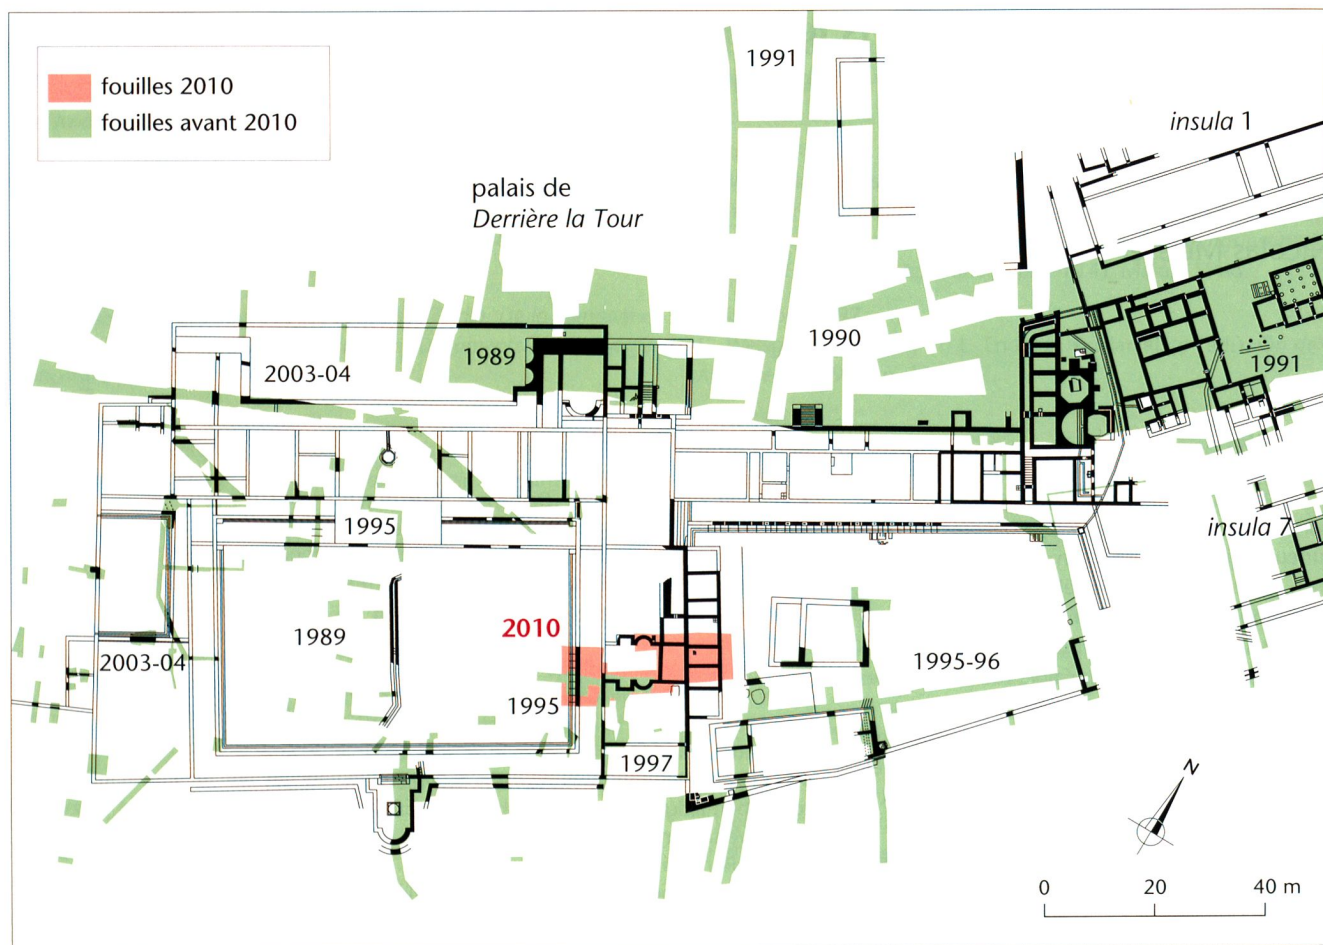 fouilles 2010
fouilles avant 2010
1991
insula 1
palais de
Derrière la Tour
1990
1989
2003-04
1991
1995
insula 7
2010
1989
2003-04
1995-96
1995
1997
N
0 20 40 m